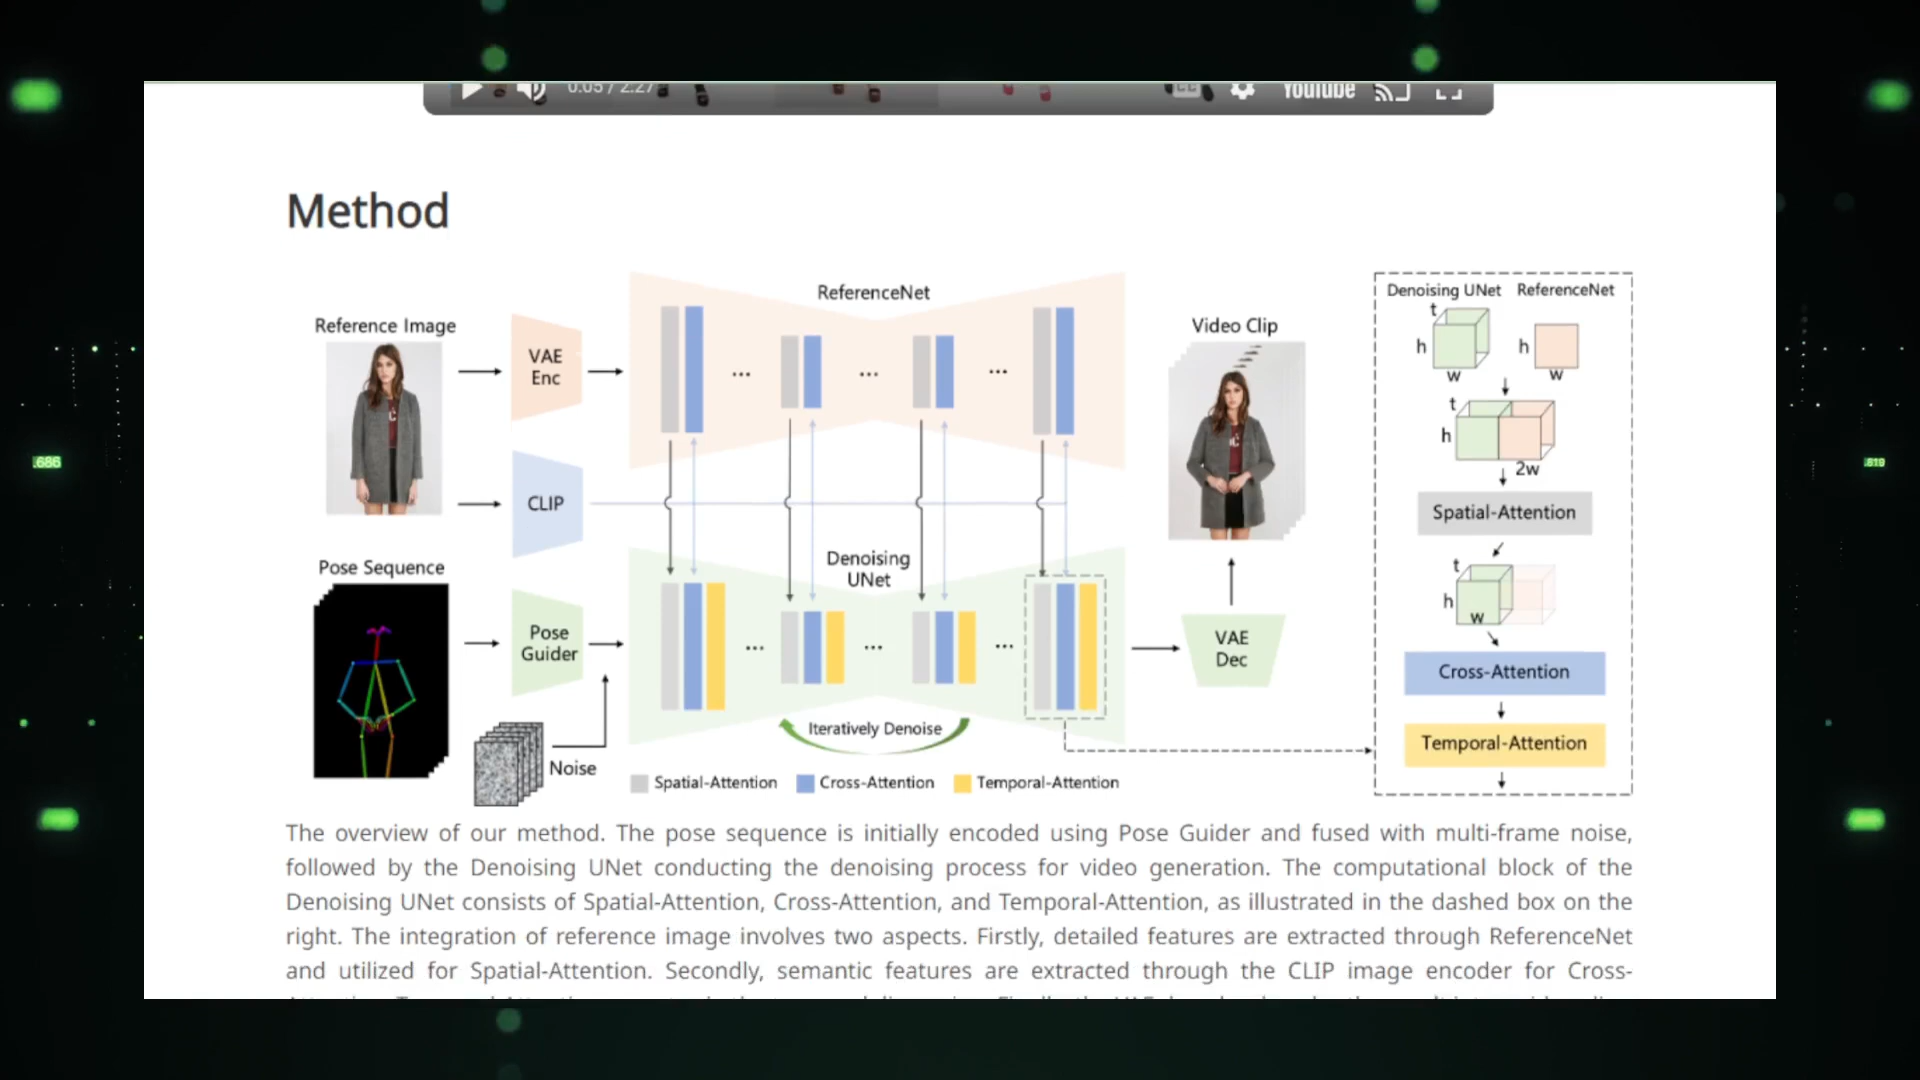 0:05 / 2:27
CC
YouTube
Method
ReferenceNet
Reference Image
VAE
Enc
CLIP
Pose Sequence
Pose
Guider
Noise
Denoising
UNet
Iteratively Denoise
Spatial-Attention
Cross-Attention
Temporal-Attention
Video Clip
VAE
Dec
Denoising UNet
ReferenceNet
t
h
w
h
w
t
h
2w
Spatial-Attention
t
h
w
Cross-Attention
Temporal-Attention
The overview of our method. The pose sequence is initially encoded using Pose Guider and fused with multi-frame noise,
followed by the Denoising UNet conducting the denoising process for video generation. The computational block of the
Denoising UNet consists of Spatial-Attention, Cross-Attention, and Temporal-Attention, as illustrated in the dashed box on the
right. The integration of reference image involves two aspects. Firstly, detailed features are extracted through ReferenceNet
and utilized for Spatial-Attention. Secondly, semantic features are extracted through the CLIP image encoder for Cross-
.686
.819